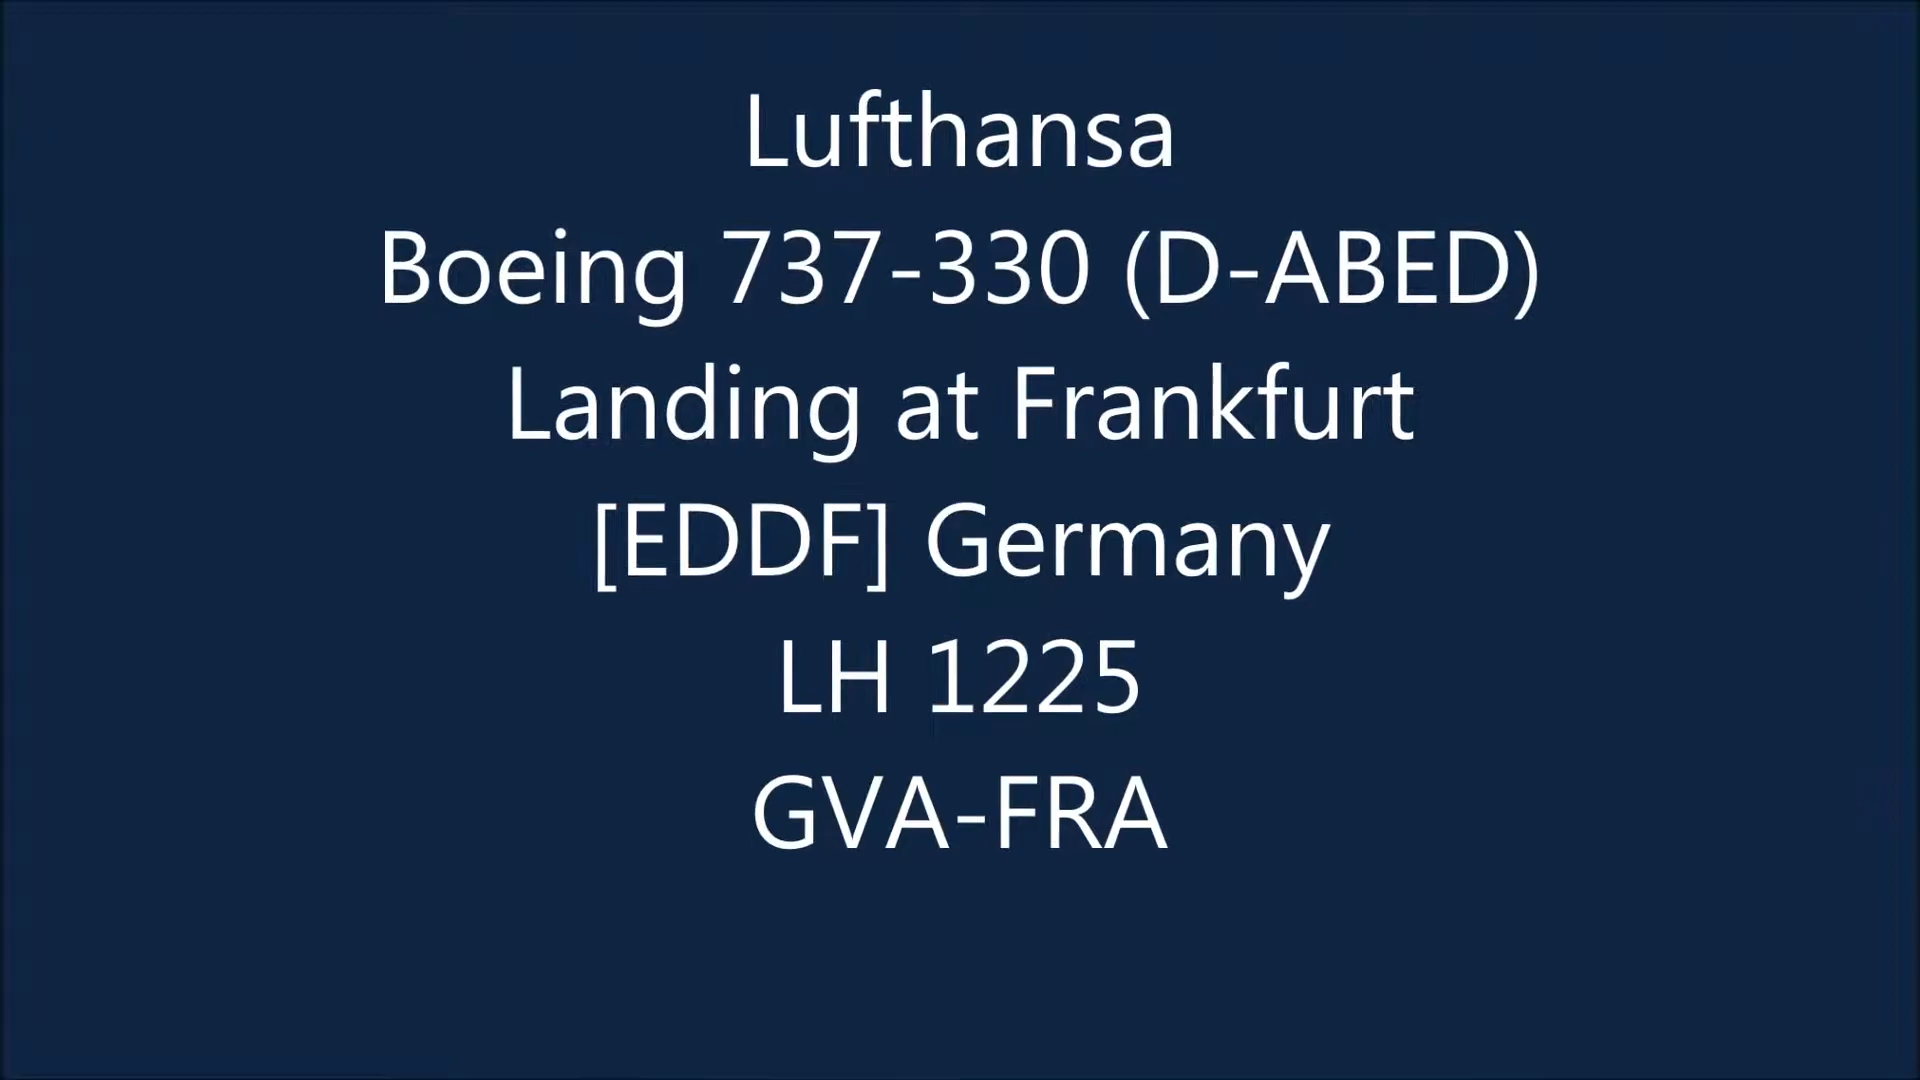 Lufthansa
Boeing 737-330 (D-ABED)
Landing at Frankfurt
[EDDF] Germany
LH 1225
GVA-FRA